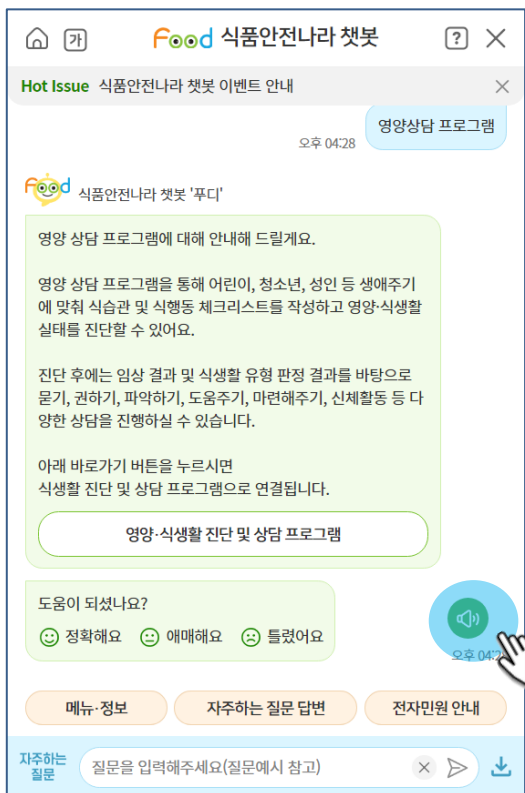 가
Food 식품안전나라 챗봇
?
Hot Issue 식품안전나라 챗봇 이벤트 안내
영양상담 프로그램
오후 04:28
Food
식품안전나라 챗봇 '푸디'
영양 상담 프로그램에 대해 안내해 드릴게요.
영양 상담 프로그램을 통해 어린이, 청소년, 성인 등 생애주기
에 맞춰 식습관 및 식행동 체크리스트를 작성하고 영양·식생활
실태를 진단할 수 있어요.
진단 후에는 임상 결과 및 식생활 유형 판정 결과를 바탕으로
묻기, 권하기, 파악하기, 도움주기, 마련해주기, 신체활동 등 다
양한 상담을 진행하실 수 있습니다.
아래 바로가기 버튼을 누르시면
식생활 진단 및 상담 프로그램으로 연결됩니다.
영양·식생활 진단 및 상담 프로그램
도움이 되셨나요?
정확해요 애매해요 틀렸어요
오후
메뉴·정보 자주하는 질문 답변 전자민원 안내
자주하는
질문
질문을 입력해주세요(질문예시 참고)